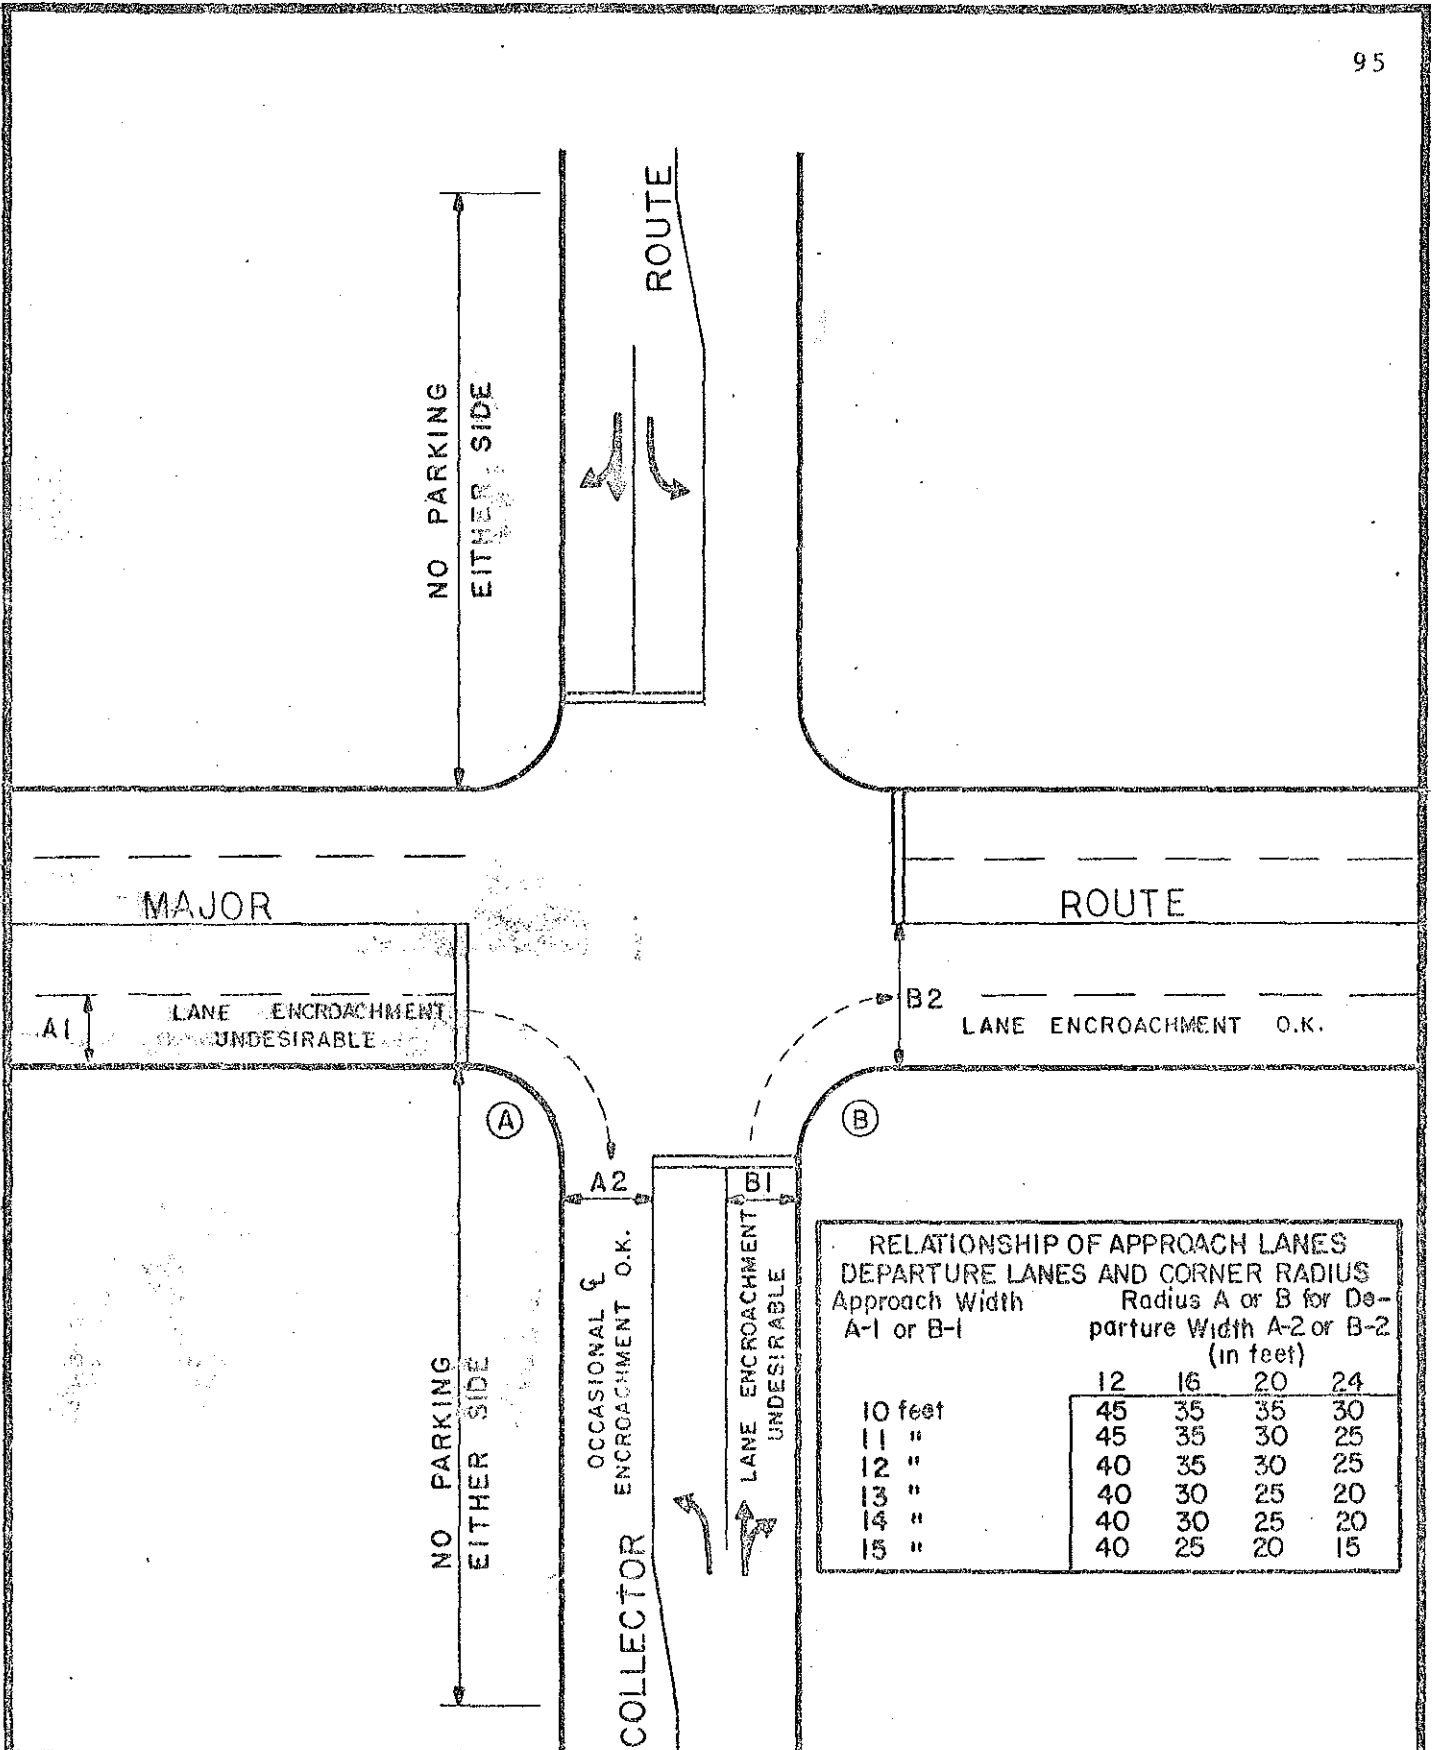 95
ROUTE
NO PARKING
EITHER SIDE
MAJOR
ROUTE
A1
LANE ENCROACHMENT
UNDESIRABLE
B2
LANE ENCROACHMENT O.K.
A
B
A2
B1
OCCASIONAL ℄
ENCROACHMENT O.K.
LANE ENCROACHMENT
UNDESIRABLE
NO PARKING
EITHER SIDE
COLLECTOR
RELATIONSHIP OF APPROACH LANES
DEPARTURE LANES AND CORNER RADIUS
Approach Width Radius A or B for De-
A-1 or B-1 parture Width A-2 or B-2
(in feet)
12 16 20 24
10 feet 45 35 35 30
11 " 45 35 30 25
12 " 40 35 30 25
13 " 40 30 25 20
14 " 40 30 25 20
15 " 40 25 20 15